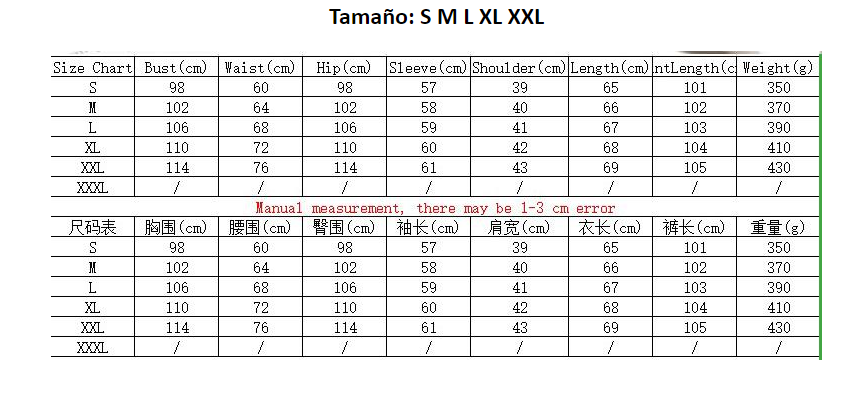 Tamaño: S M L XL XXL
Size Chart Bust(cm) Waist(cm) Hip(cm) Sleeve(cm) Shoulder(cm) Length(cm) ntLength(c Weight(g)
S 98 60 98 57 39 65 101 350
M 102 64 102 58 40 66 102 370
L 106 68 106 59 41 67 103 390
XL 110 72 110 60 42 68 104 410
XXL 114 76 114 61 43 69 105 430
XXXL / / / / / / / /
Manual measurement, there may be 1-3 cm error
尺码表 胸围(cm) 腰围(cm) 臀围(cm) 袖长(cm) 肩宽(cm) 衣长(cm) 裤长(cm) 重量(g)
S 98 60 98 57 39 65 101 350
M 102 64 102 58 40 66 102 370
L 106 68 106 59 41 67 103 390
XL 110 72 110 60 42 68 104 410
XXL 114 76 114 61 43 69 105 430
XXXL / / / / / / / /